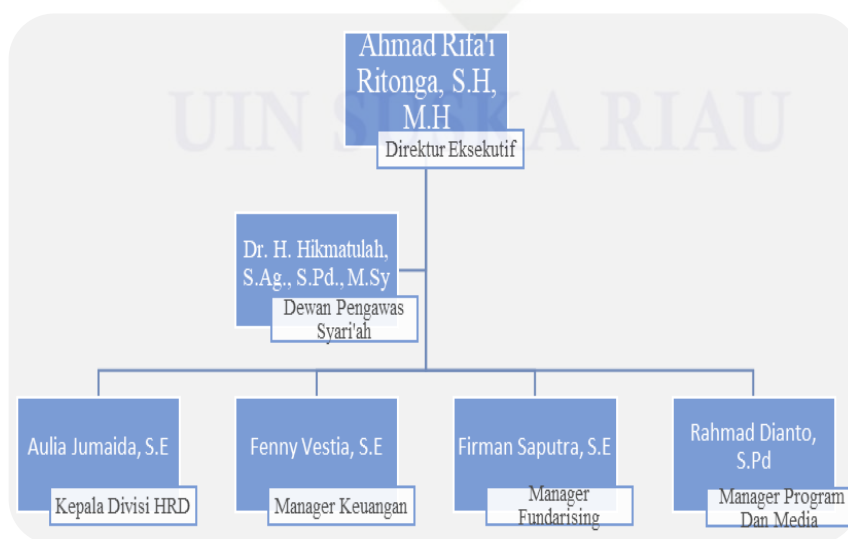 Ahmad Rifa'i
Ritonga, S.H,
M.H
Direktur Eksekutif
UIN SUSKA RIAU
Dr. H. Hikmatulah,
S.Ag., S.Pd., M.Sy
Dewan Pengawas
Syari'ah
Aulia Jumaida, S.E
Kepala Divisi HRD
Fenny Vestia, S.E
Manager Keuangan
Firman Saputra, S.E
Manager
Fundarising
Rahmad Dianto,
S.Pd
Manager Program
Dan Media